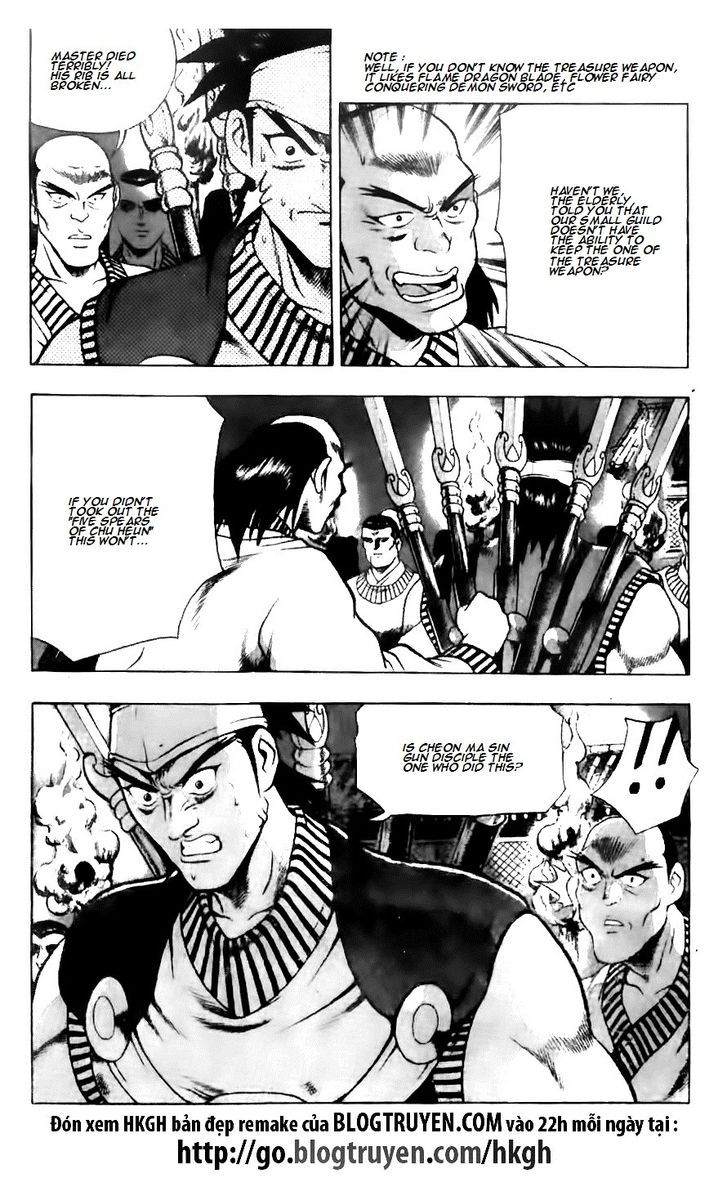 MASTER DIED
TERRIBLY!
HIS RIB IS ALL
BROKEN...
NOTE :
WELL, IF YOU DON'T KNOW THE TREASURE WEAPON,
IT LIKES FLAME DRAGON BLADE, FLOWER FAIRY
CONQUERING DEMON SWORD, ETC
HAVEN'T WE,
THE ELDERLY,
TOLD YOU THAT
OUR SMALL GUILD
DOESN'T HAVE
THE ABILITY TO
KEEP THE ONE OF
THE TREASURE
WEAPON?
IF YOU DIDN'T
TOOK OUT THE
"FIVE SPEARS
OF CHU HEUN"
THIS WON'T...
IS CHEON MA SIN
GUN DISCIPLE THE
ONE WHO DID THIS?
!!
Đón xem HKGH bản đẹp remake của BLOGTRUYEN.COM vào 22h mỗi ngày tại :
http://go.blogtruyen.com/hkgh